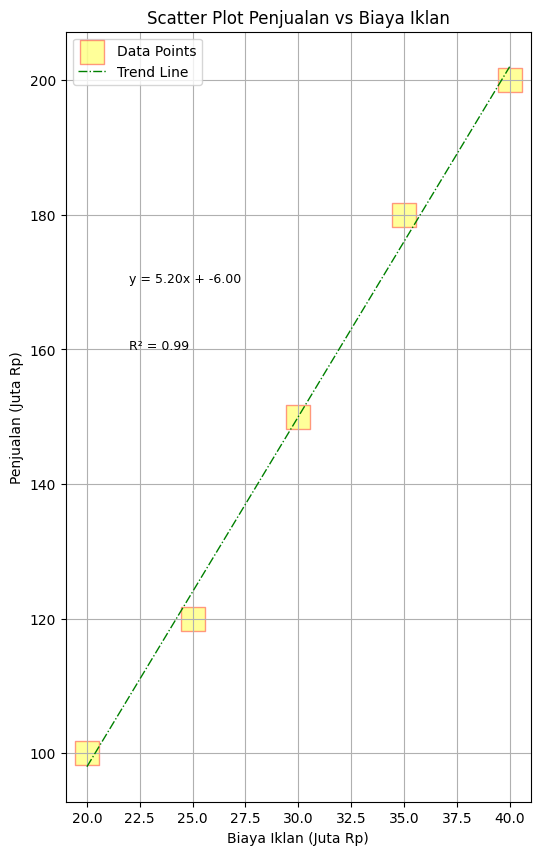 Scatter Plot Penjualan vs Biaya Iklan
Data Points
Trend Line
200
180
y = 5.20x + -6.00
160
R² = 0.99
Penjualan (Juta Rp)
140
120
100
20.0 22.5 25.0 27.5 30.0 32.5 35.0 37.5 40.0
Biaya Iklan (Juta Rp)